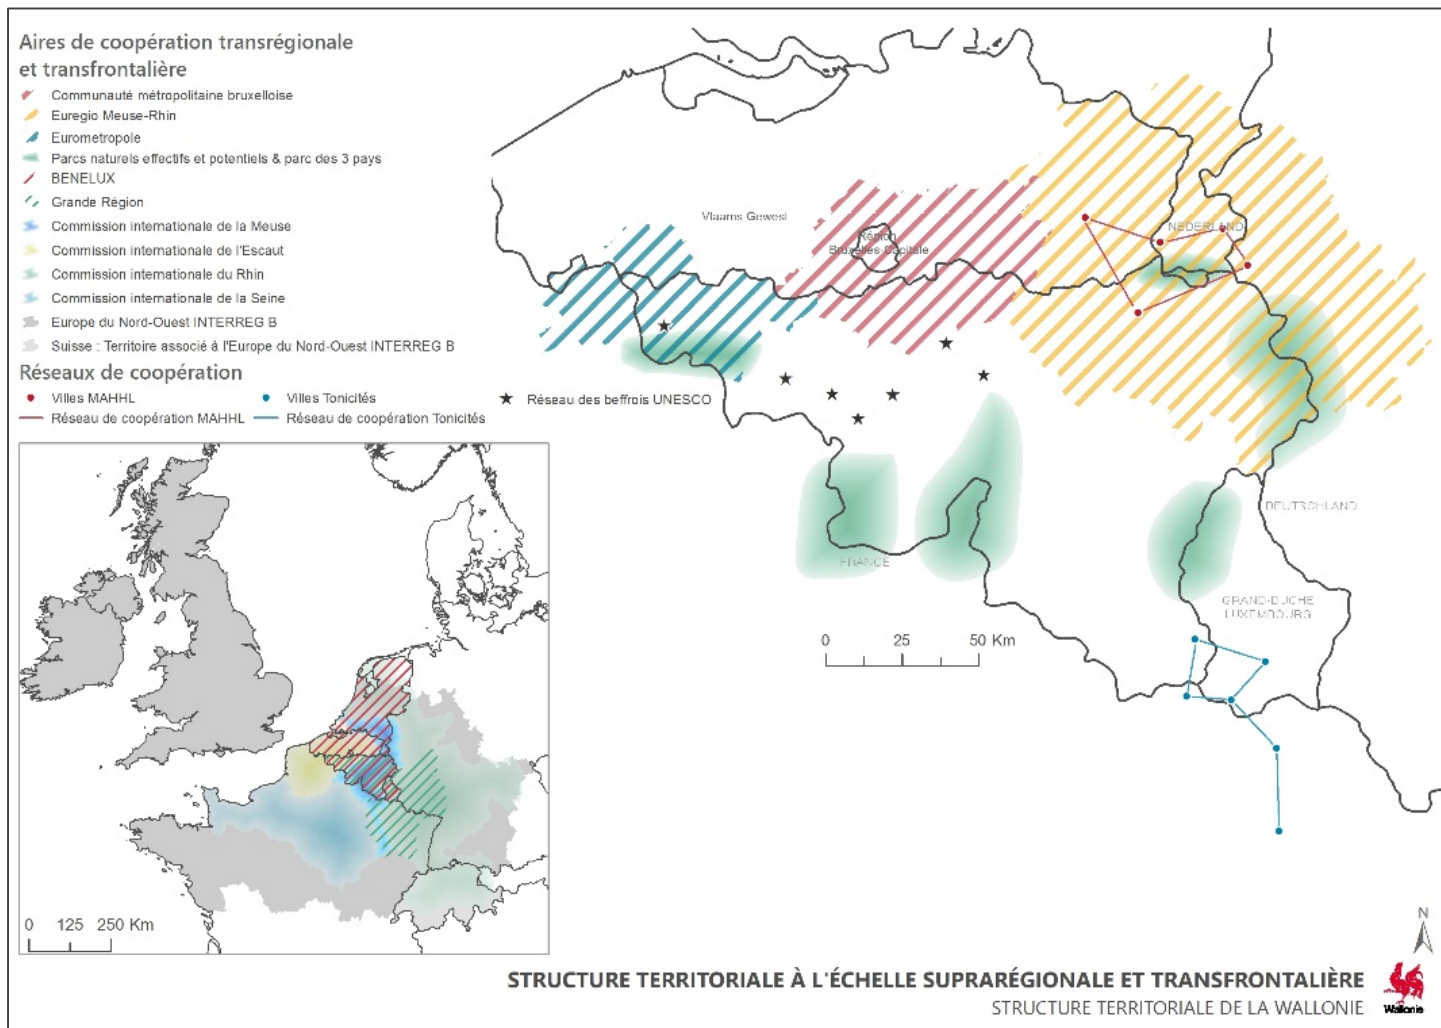 Aires de coopération transrégionale
et transfrontalière
Communauté métropolitaine bruxelloise
Euregio Meuse-Rhin
Eurometropole
Parcs naturels effectifs et potentiels & parc des 3 pays
BENELUX
Grande Région
Commission internationale de la Meuse
Commission internationale de l'Escaut
Commission internationale du Rhin
Commission internationale de la Seine
Europe du Nord-Ouest INTERREG B
Suisse : Territoire associé à l'Europe du Nord-Ouest INTERREG B
Réseaux de coopération
Villes MAHHL
Villes Tonicités
Réseau des beffrois UNESCO
Réseau de coopération MAHHL
Réseau de coopération Tonicités
Vlaams Gewest
Région
Bruxelles Capitale
NEDERLAND
DEUTSCHLAND
FRANCE
GRAND-DUCHE
LUXEMBOURG
0 25 50 Km
0 125 250 Km
N
STRUCTURE TERRITORIALE À L'ÉCHELLE SUPRARÉGIONALE ET TRANSFRONTALIÈRE
STRUCTURE TERRITORIALE DE LA WALLONIE
Wallonie